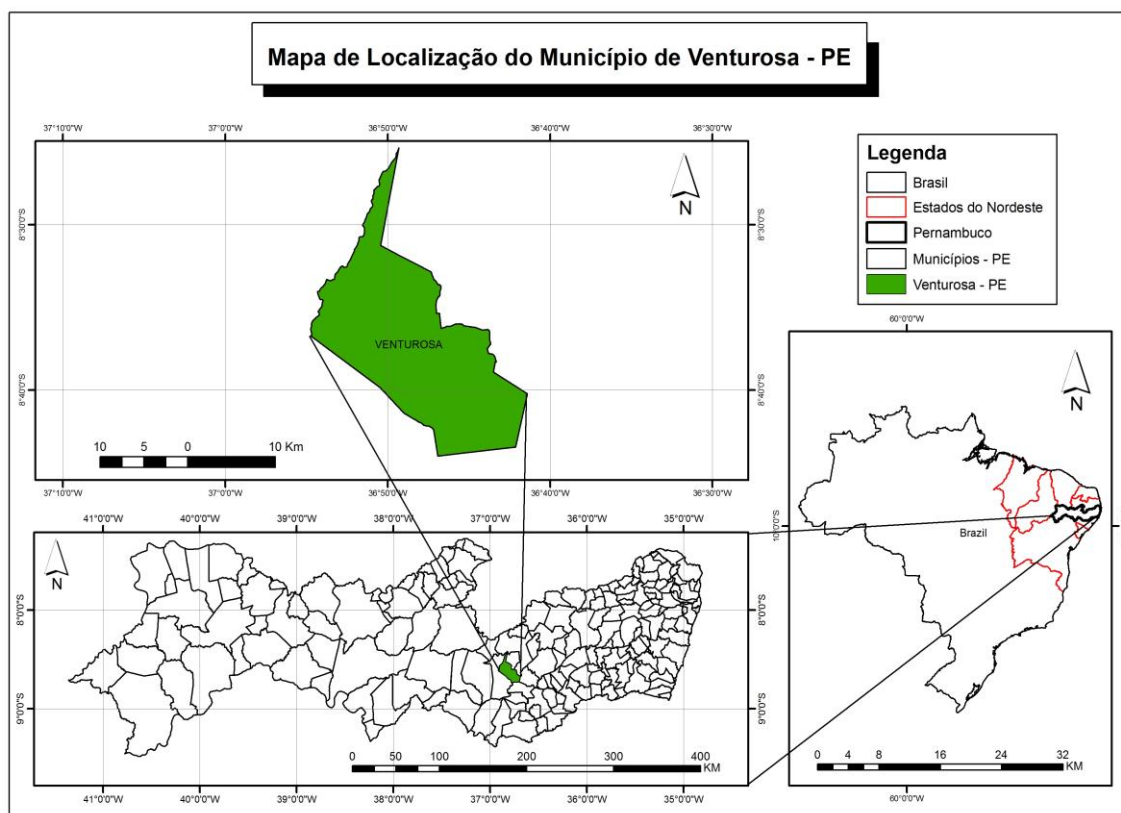 Mapa de Localização do Município de Venturosa - PE
37°10'0"W 37°0'0"W 36°50'0"W 36°40'0"W 36°30'0"W
N
8°30'0"S 8°30'0"S
VENTUROSA
8°40'0"S 8°40'0"S
10 5 0 10 Km
37°10'0"W 37°0'0"W 36°50'0"W 36°40'0"W 36°30'0"W
Legenda
Brasil
Estados do Nordeste
Pernambuco
Municípios - PE
Venturosa - PE
41°0'0"W 40°0'0"W 39°0'0"W 38°0'0"W 37°0'0"W 36°0'0"W 35°0'0"W
N
8°0'0"S 8°0'0"S
9°0'0"S 9°0'0"S
0 50 100 200 300 400
KM
41°0'0"W 40°0'0"W 39°0'0"W 38°0'0"W 37°0'0"W 36°0'0"W 35°0'0"W
60°0'0"W
N
Brazil
10°0'0"S
0 4 8 16 24 32
KM
60°0'0"W